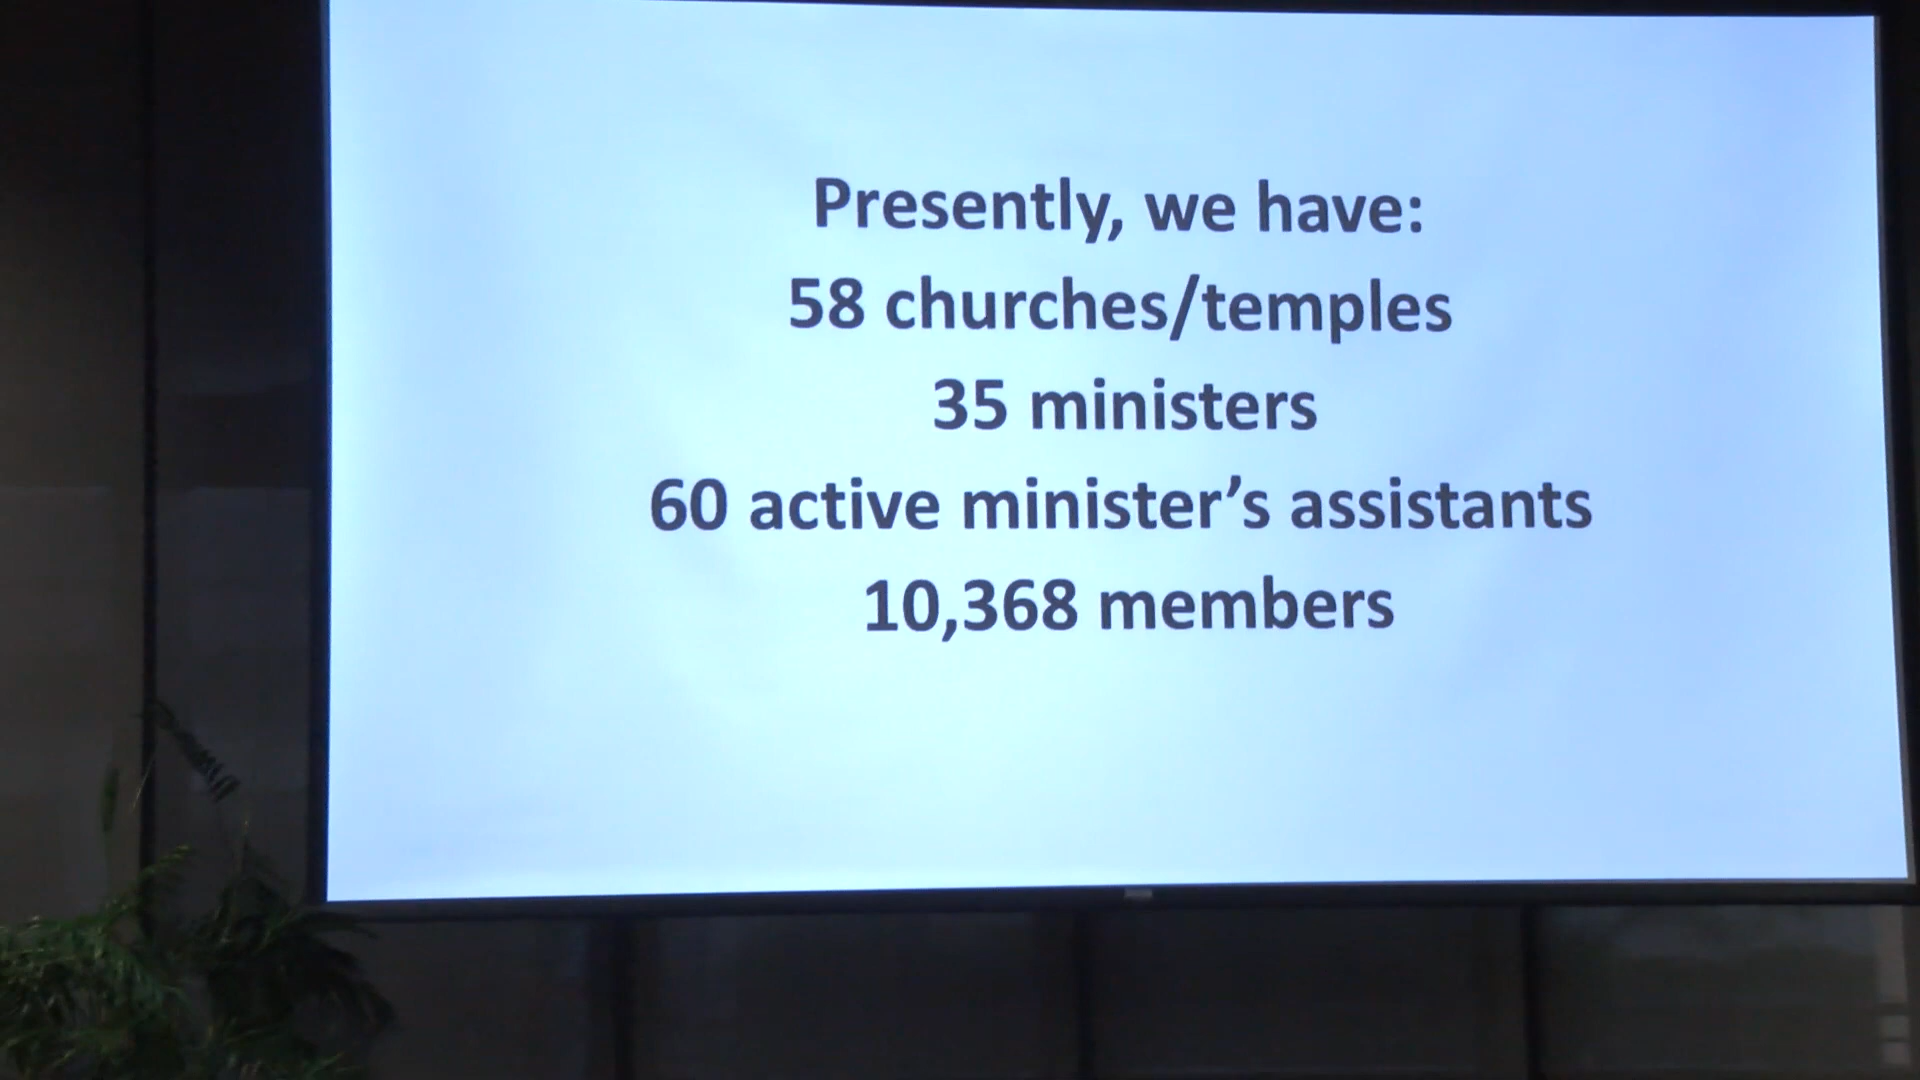 Presently, we have:
58 churches/temples
35 ministers
60 active minister’s assistants
10,368 members